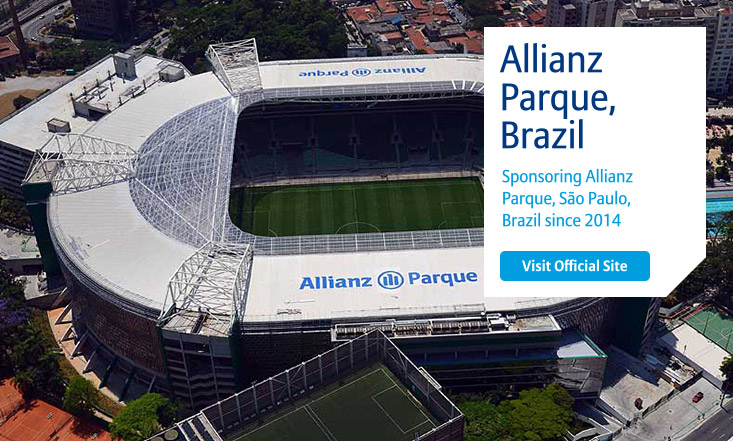 Allianz Parque
Allianz
Parque,
Brazil
Sponsoring Allianz
Parque, São Paulo,
Brazil since 2014
Visit Official Site
Allianz Parque